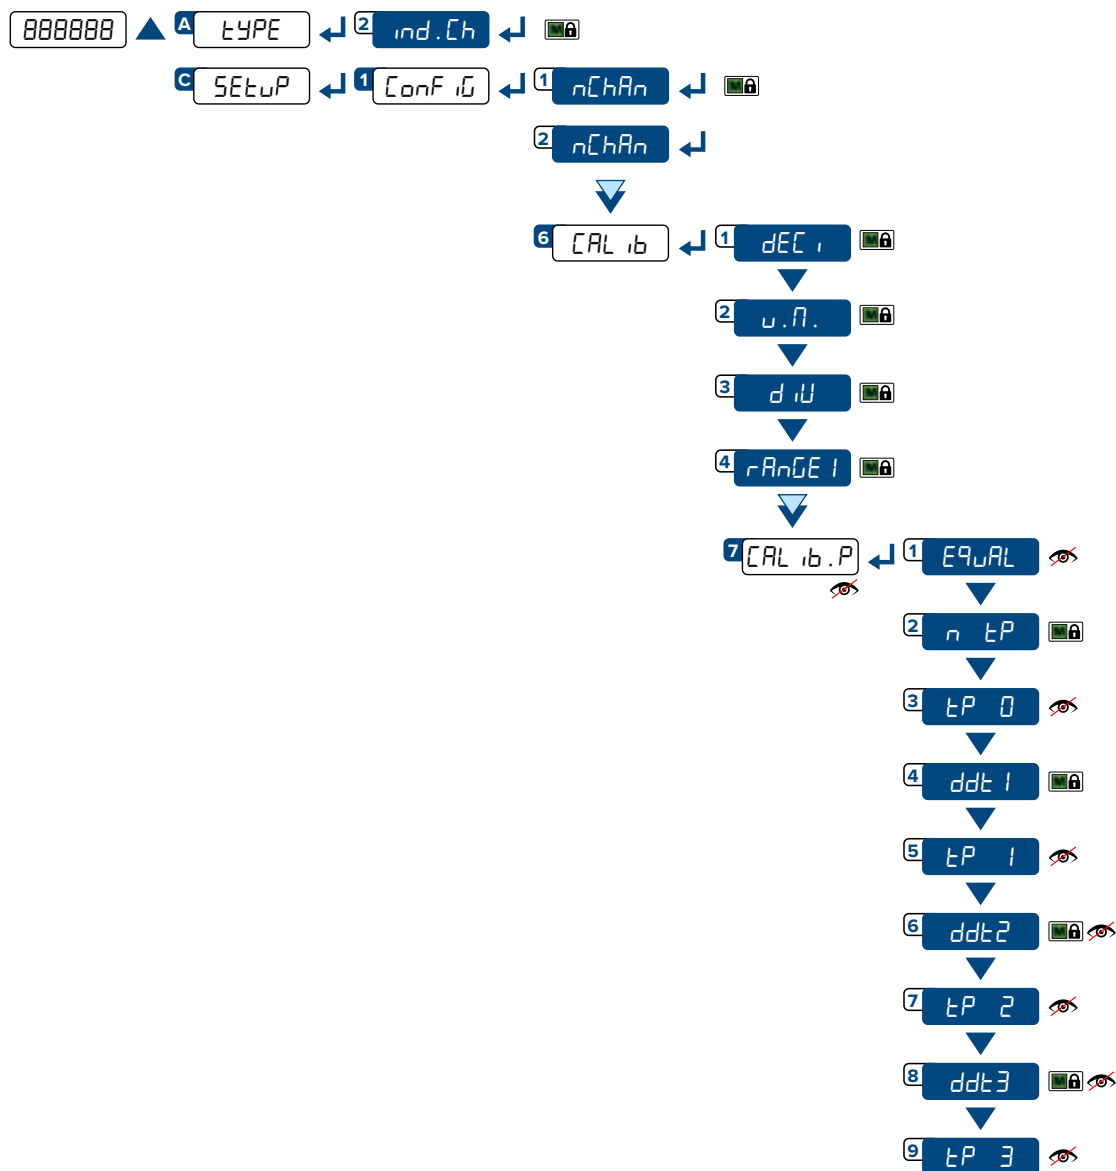 888888 A tYPE 2 ind.Ch M
C SEtuP 1 ConFiG 1 nChAn M
2 nChAn
6 CALib 1 dECi M
2 u.M. M
3 diV M
4 rAnGE1 M
7 CALib.P 1 EquAL
2 n tP M
3 tP 0
4 ddt1 M
5 tP 1
6 ddt2 M
7 tP 2
8 ddt3 M
9 tP 3